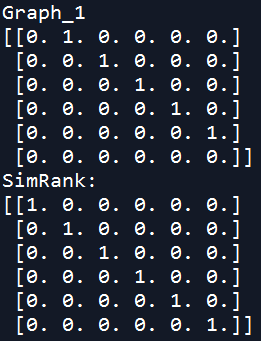 Graph_1
[[0. 1. 0. 0. 0. 0.]
 [0. 0. 1. 0. 0. 0.]
 [0. 0. 0. 1. 0. 0.]
 [0. 0. 0. 0. 1. 0.]
 [0. 0. 0. 0. 0. 1.]
 [0. 0. 0. 0. 0. 0.]]
SimRank:
[[1. 0. 0. 0. 0. 0.]
 [0. 1. 0. 0. 0. 0.]
 [0. 0. 1. 0. 0. 0.]
 [0. 0. 0. 1. 0. 0.]
 [0. 0. 0. 0. 1. 0.]
 [0. 0. 0. 0. 0. 1.]]